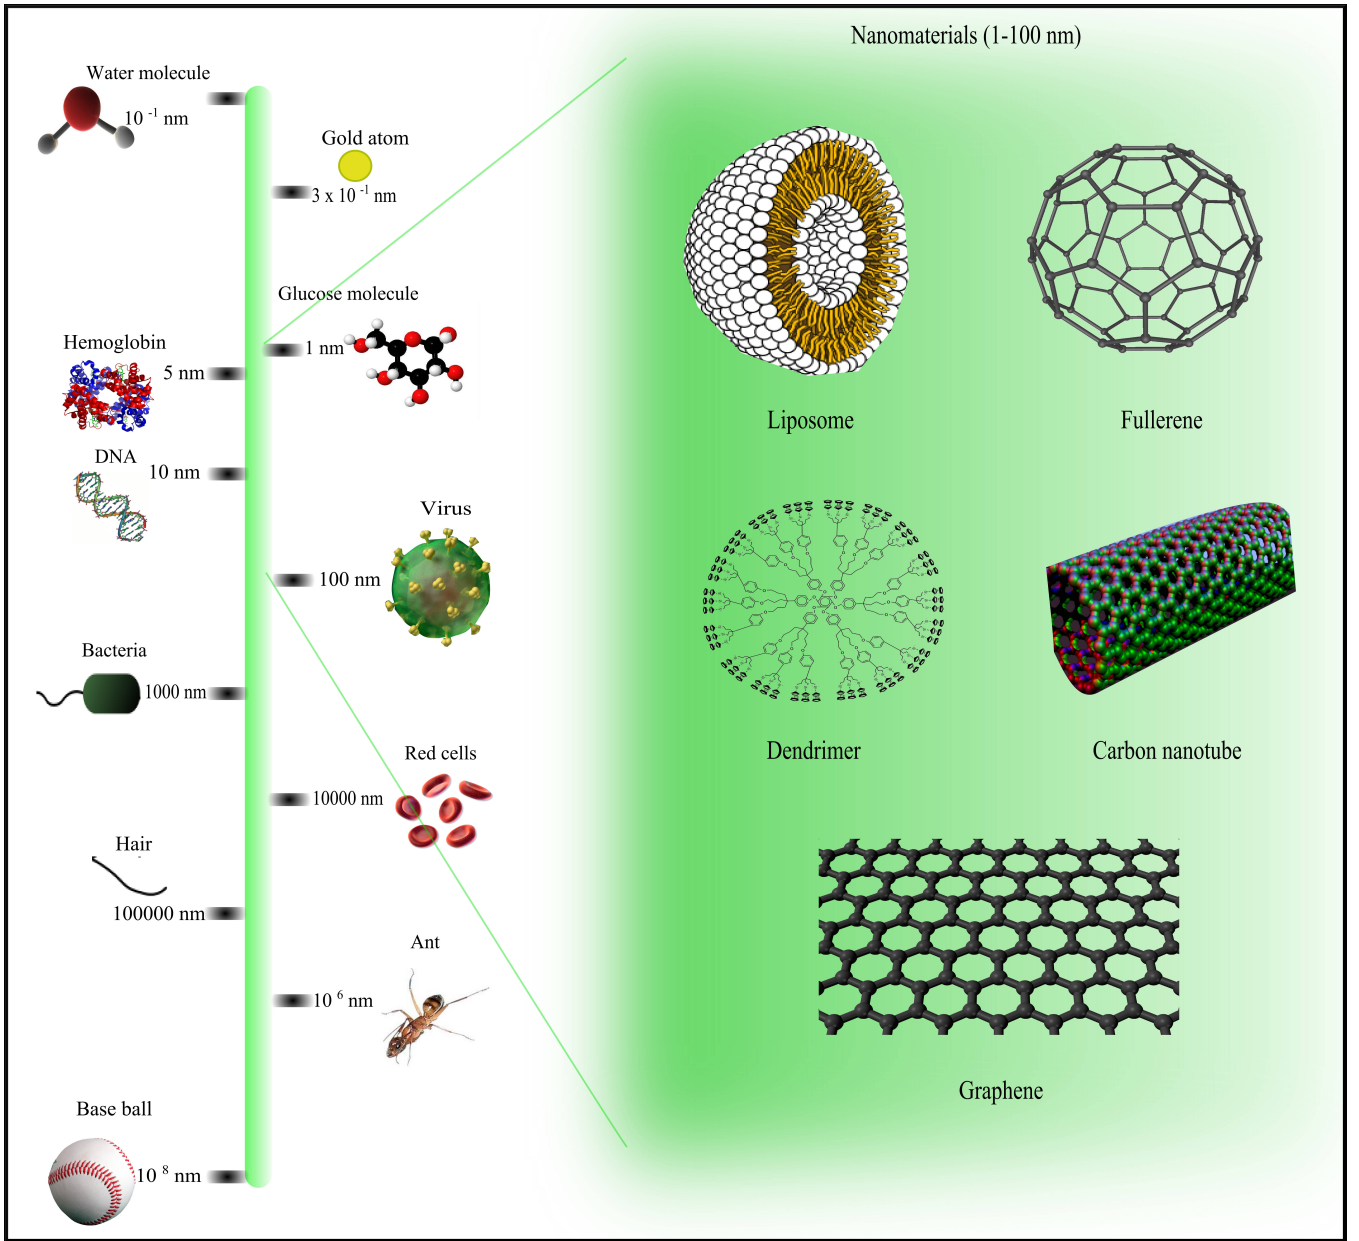 Nanomaterials (1-100 nm)
Water molecule
10 -1 nm
Gold atom
3 x 10 -1 nm
Glucose molecule
1 nm
Hemoglobin
5 nm
DNA
10 nm
Virus
100 nm
Bacteria
1000 nm
Red cells
10000 nm
Hair
100000 nm
Ant
10 6 nm
Base ball
10 8 nm
Liposome
Fullerene
Dendrimer
Carbon nanotube
Graphene